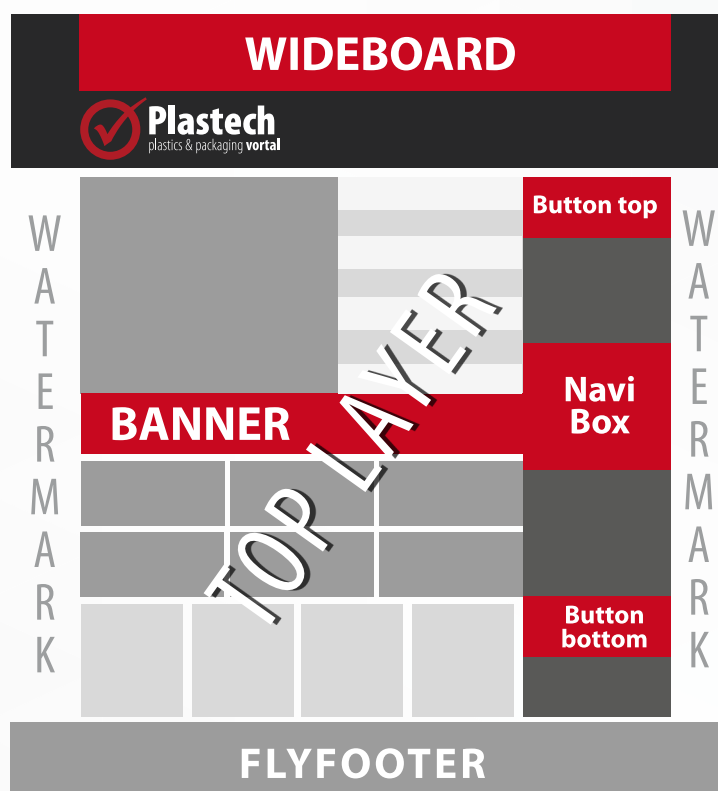 WIDEBOARD
Plastech
plastics & packaging vortal
Button top
WATERMARK
WATERMARK
TOP LAYER
Navi
Box
BANNER
Button
bottom
FLYFOOTER